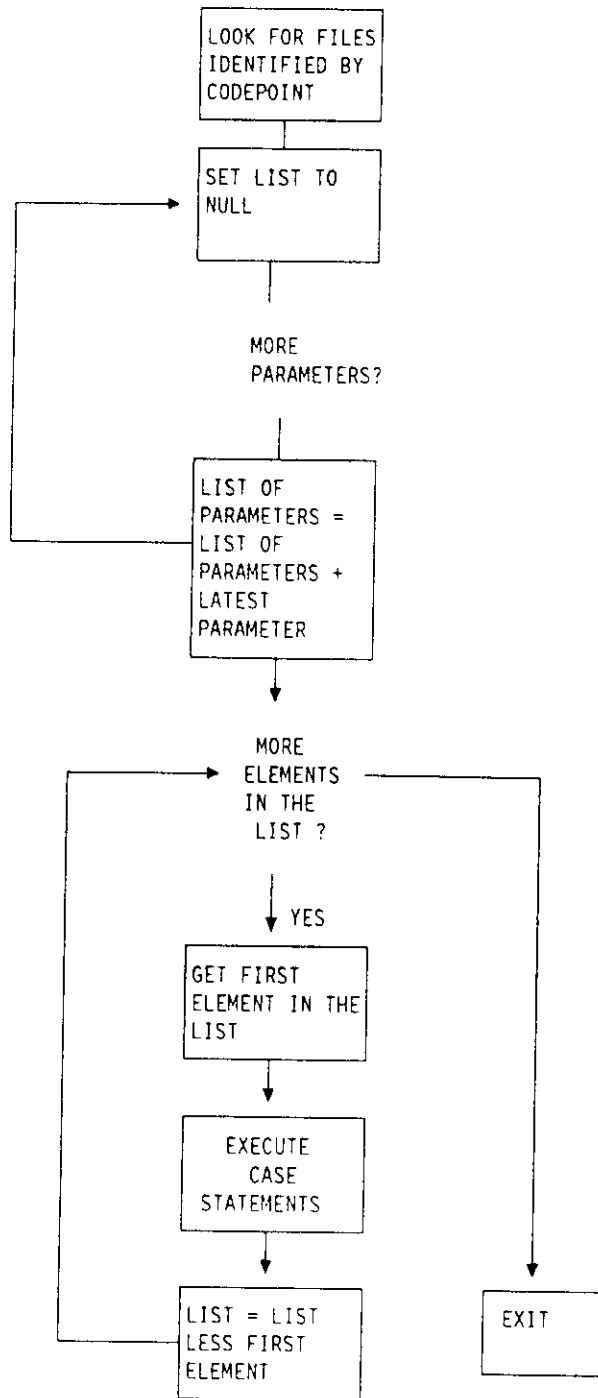 LOOK FOR FILES
IDENTIFIED BY
CODEPOINT
SET LIST TO
NULL
MORE
PARAMETERS?
LIST OF
PARAMETERS =
LIST OF
PARAMETERS +
LATEST
PARAMETER
MORE
ELEMENTS
IN THE
LIST ?
YES
GET FIRST
ELEMENT IN THE
LIST
EXECUTE
CASE
STATEMENTS
LIST = LIST
LESS FIRST
ELEMENT
EXIT